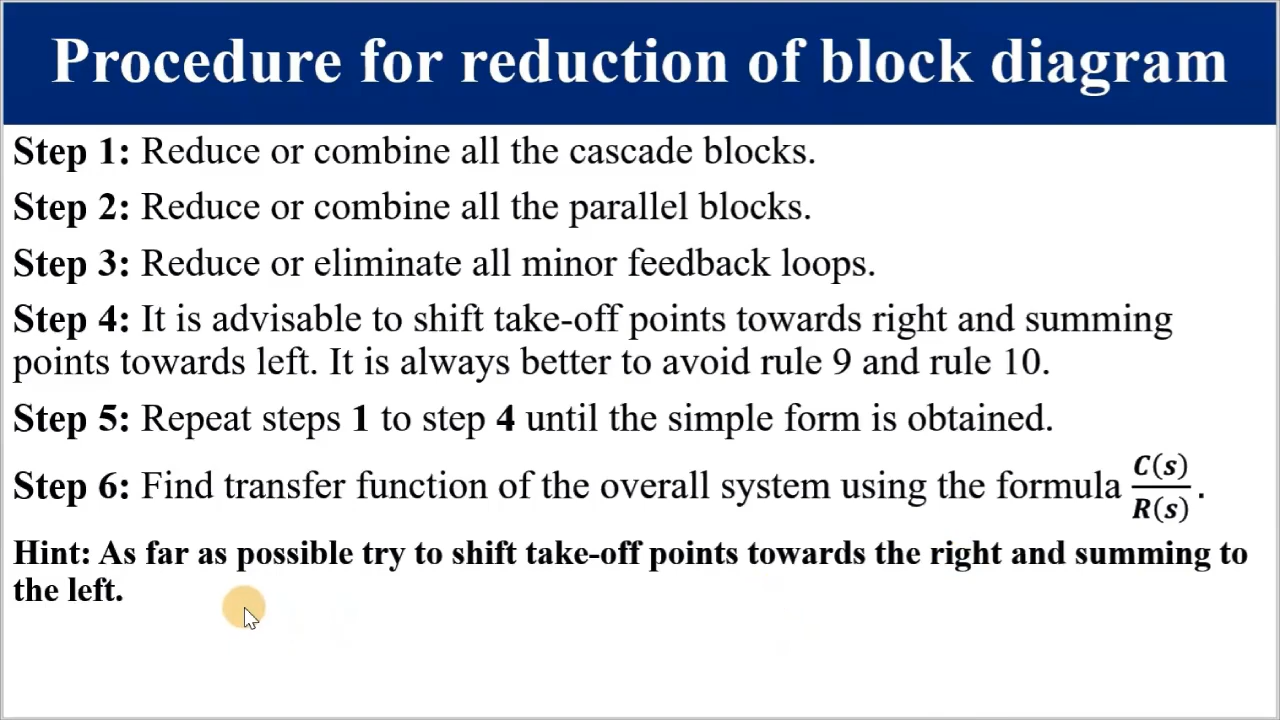 Procedure for reduction of block diagram
Step 1: Reduce or combine all the cascade blocks.
Step 2: Reduce or combine all the parallel blocks.
Step 3: Reduce or eliminate all minor feedback loops.
Step 4: It is advisable to shift take-off points towards right and summing
points towards left. It is always better to avoid rule 9 and rule 10.
Step 5: Repeat steps 1 to step 4 until the simple form is obtained.
Step 6: Find transfer function of the overall system using the formula C(s)/R(s).
Hint: As far as possible try to shift take-off points towards the right and summing to
the left.